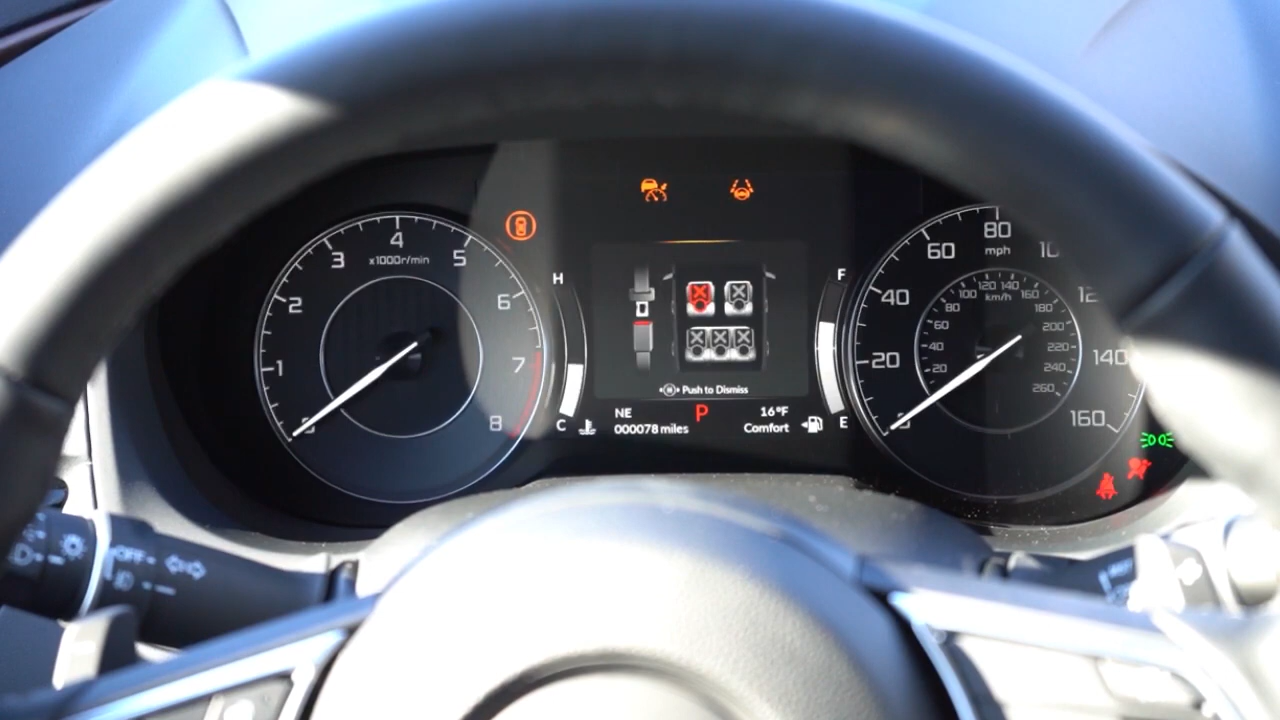 4
3
5
x1000r/min
2
6
1
7
8
H
C
Push to Dismiss
NE
P
16°F
000078 miles
Comfort
F
E
80
mph
60
40
20
140
160
120 140
km/h
100
160
80
180
60
200
40
220
20
240
260
OFF